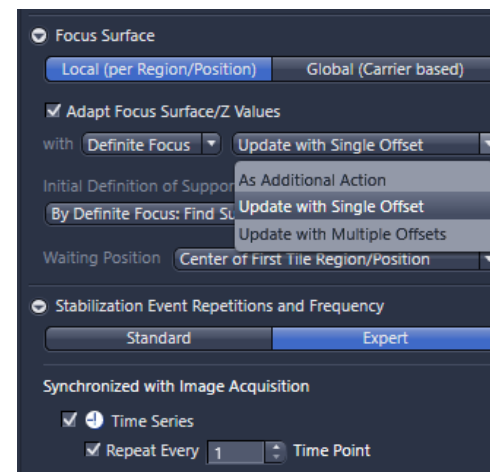 Focus Surface
Local (per Region/Position) Global (Carrier based)
Adapt Focus Surface/Z Values
with Definite Focus Update with Single Offset
As Additional Action
Initial Definition of Suppor
Update with Single Offset
By Definite Focus: Find Su
Update with Multiple Offsets
Waiting Position Center of First Tile Region/Position
Stabilization Event Repetitions and Frequency
Standard Expert
Synchronized with Image Acquisition
Time Series
Repeat Every 1 Time Point